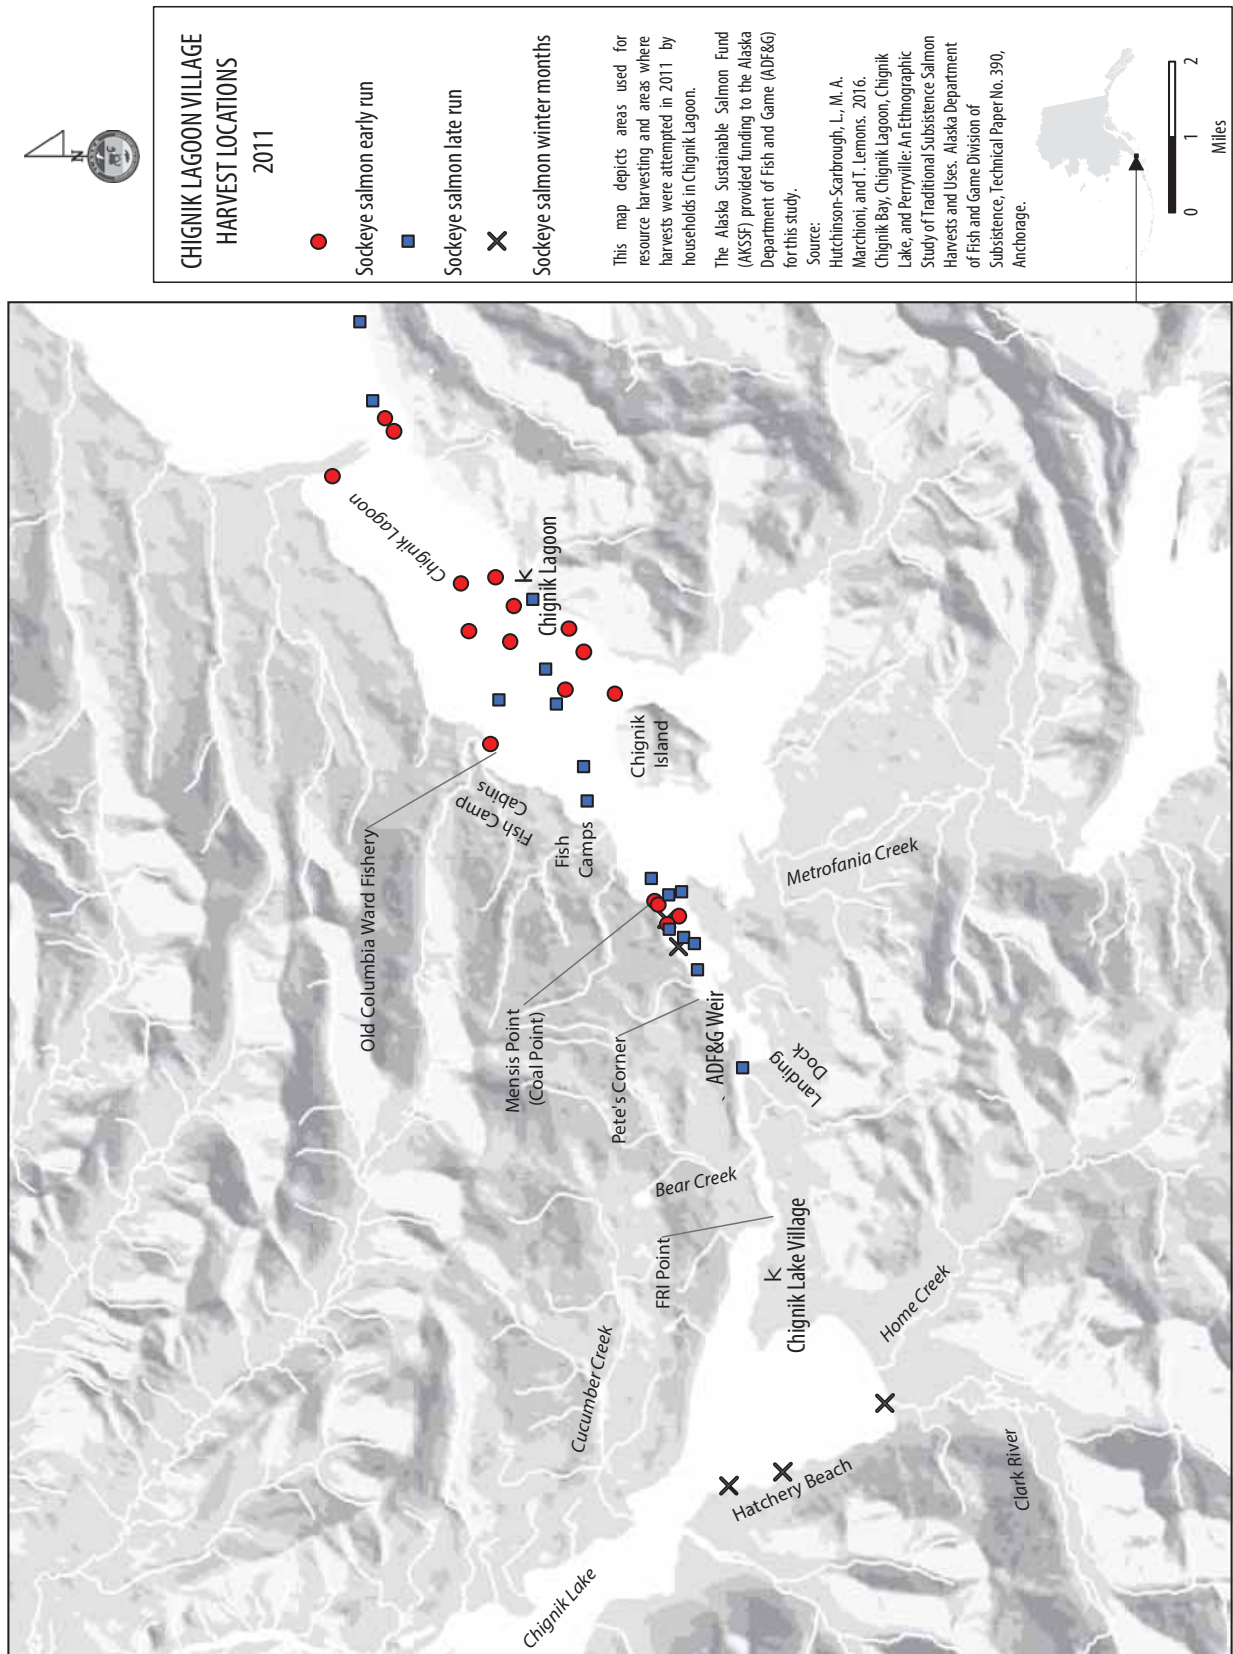 CHIGNIK LAGOON VILLAGE
HARVEST LOCATIONS
2011
N
Sockeye salmon early run
Sockeye salmon late run
Sockeye salmon winter months
This map depicts areas used for
resource harvesting and areas where
harvests were attempted in 2011 by
households in Chignik Lagoon.
The Alaska Sustainable Salmon Fund
(AKSSF) provided funding to the Alaska
Department of Fish and Game (ADF&G)
for this study.
Source:
Hutchinson-Scarbrough, L., M. A.
Marchioni, and T. Lemons. 2016.
Chignik Bay, Chignik Lagoon, Chignik
Lake, and Perryville: An Ethnographic
Study of Traditional Subsistence Salmon
Harvests and Uses. Alaska Department
of Fish and Game Division of
Subsistence, Technical Paper No. 390,
Anchorage.
0 1 2
Miles
Chignik Lagoon
Chignik Lagoon
Old Columbia Ward Fishery
Fish Camp
Cabins
Fish
Camps
Chignik
Island
Metrofania Creek
Mensis Point
(Coal Point)
Pete's Corner
ADF&G Weir
Landing
Dock
Bear Creek
FRI Point
Chignik Lake Village
Home Creek
Cucumber Creek
Hatchery Beach
Clark River
Chignik Lake